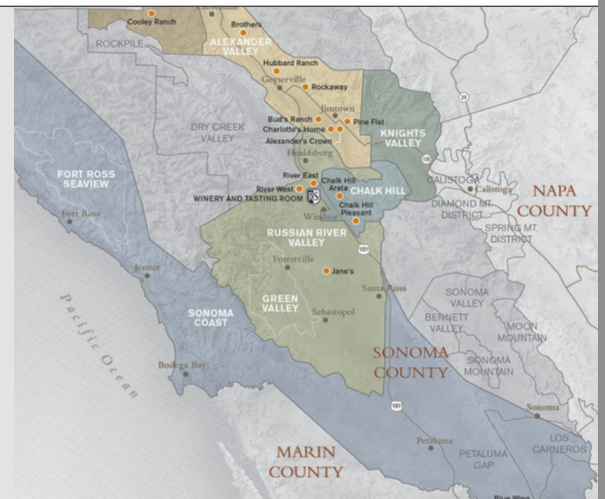 Cooley Ranch
Brothers
ROCKPILE
ALEXANDER
VALLEY
Hubbard Ranch
Geyserville
Rockaway
Jimtown
Bud's Ranch
Pine Flat
Charlotte's Home
Alexander's Crown
DRY CREEK
VALLEY
KNIGHTS
VALLEY
Healdsburg
River East
Chalk Hill
Arata
River West
CHALK HILL
WINERY AND TASTING ROOM
Chalk Hill
Pleasant
Windsor
CALISTOGA
Calistoga
DIAMOND MT.
DISTRICT
SPRING MT.
DISTRICT
NAPA
COUNTY
FORT ROSS
SEAVIEW
Fort Ross
RUSSIAN RIVER
VALLEY
101
Forestville
Jane's
Jenner
Santa Rosa
GREEN
VALLEY
Sebastopol
SONOMA
COAST
SONOMA
VALLEY
BENNETT
VALLEY
MOON
MOUNTAIN
SONOMA
COUNTY
SONOMA
MOUNTAIN
Pacific Ocean
Bodega Bay
101
Sonoma
Petaluma
PETALUMA
GAP
LOS
CARNEROS
MARIN
COUNTY
Blue Wing